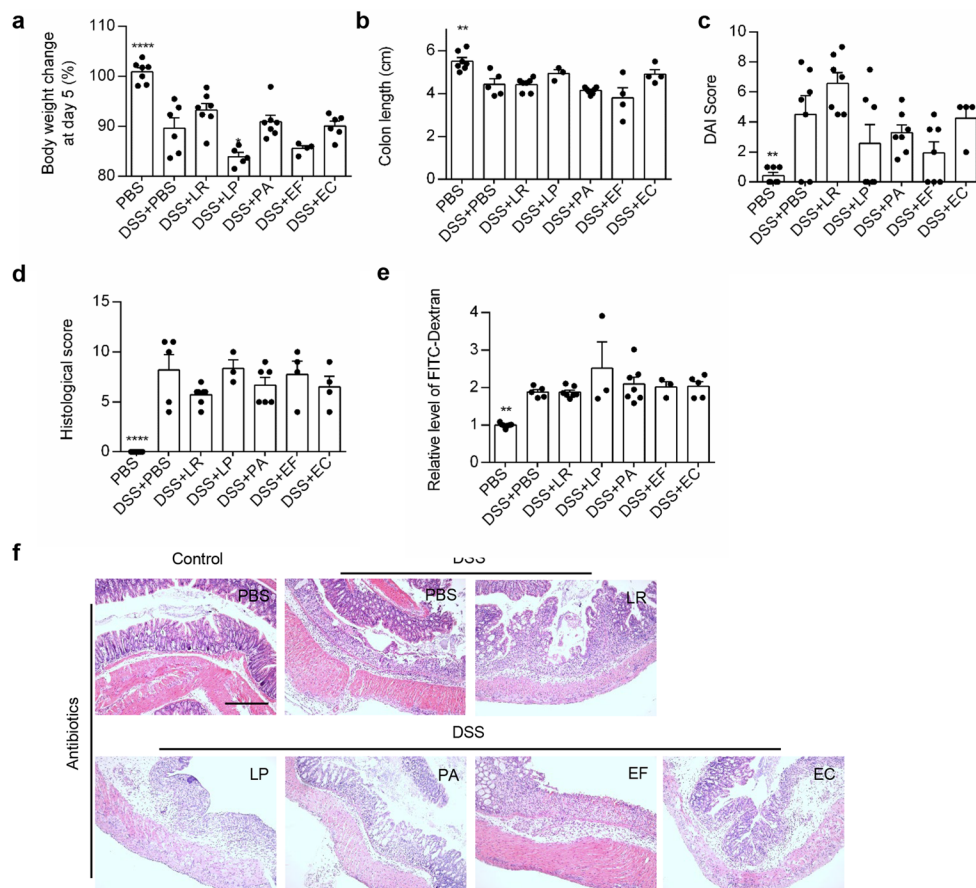 a
Body weight change
at day 5 (%)
110
100
90
80
****
*
PBS
DSS+PBS
DSS+LR
DSS+LP
DSS+PA
DSS+EF
DSS+EC
b
Colon length (cm)
6
4
2
0
**
PBS
DSS+PBS
DSS+LR
DSS+LP
DSS+PA
DSS+EF
DSS+EC
c
DAI Score
10
8
6
4
2
0
**
PBS
DSS+PBS
DSS+LR
DSS+LP
DSS+PA
DSS+EF
DSS+EC
d
Histological score
15
10
5
0
****
PBS
DSS+PBS
DSS+LR
DSS+LP
DSS+PA
DSS+EF
DSS+EC
e
Relative level of FITC-Dextran
4
3
2
1
0
**
PBS
DSS+PBS
DSS+LR
DSS+LP
DSS+PA
DSS+EF
DSS+EC
f
Control
DSS
PBS
PBS
LR
Antibiotics
DSS
LP
PA
EF
EC